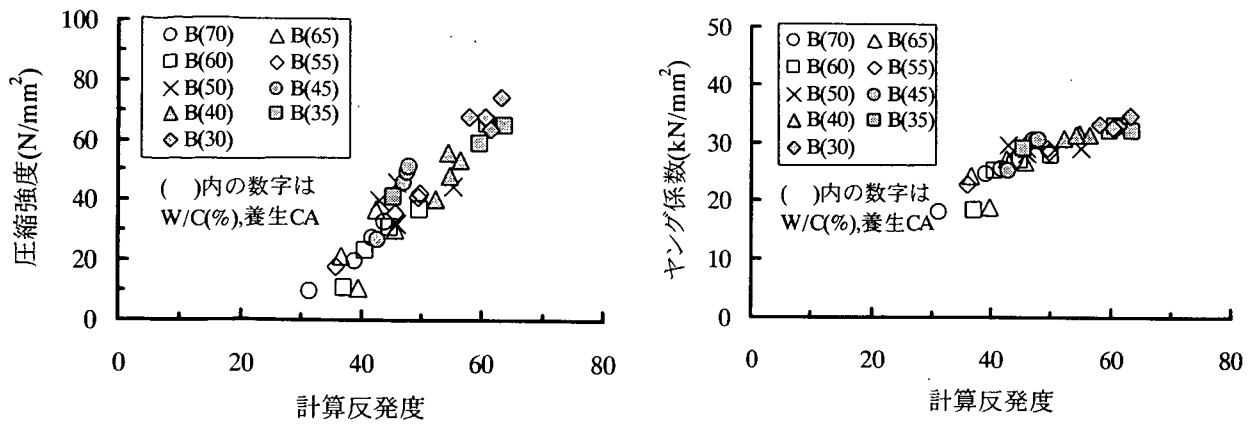 圧縮強度(N/mm²)
100
80
60
40
20
0
B(70) B(65)
B(60) B(55)
B(50) B(45)
B(40) B(35)
B(30)
( )内の数字は
W/C(%),養生CA
0 20 40 60 80
計算反発度
ヤング係数(kN/mm²)
50
40
30
20
10
0
B(70) B(65)
B(60) B(55)
B(50) B(45)
B(40) B(35)
B(30)
( )内の数字は
W/C(%),養生CA
0 20 40 60 80
計算反発度